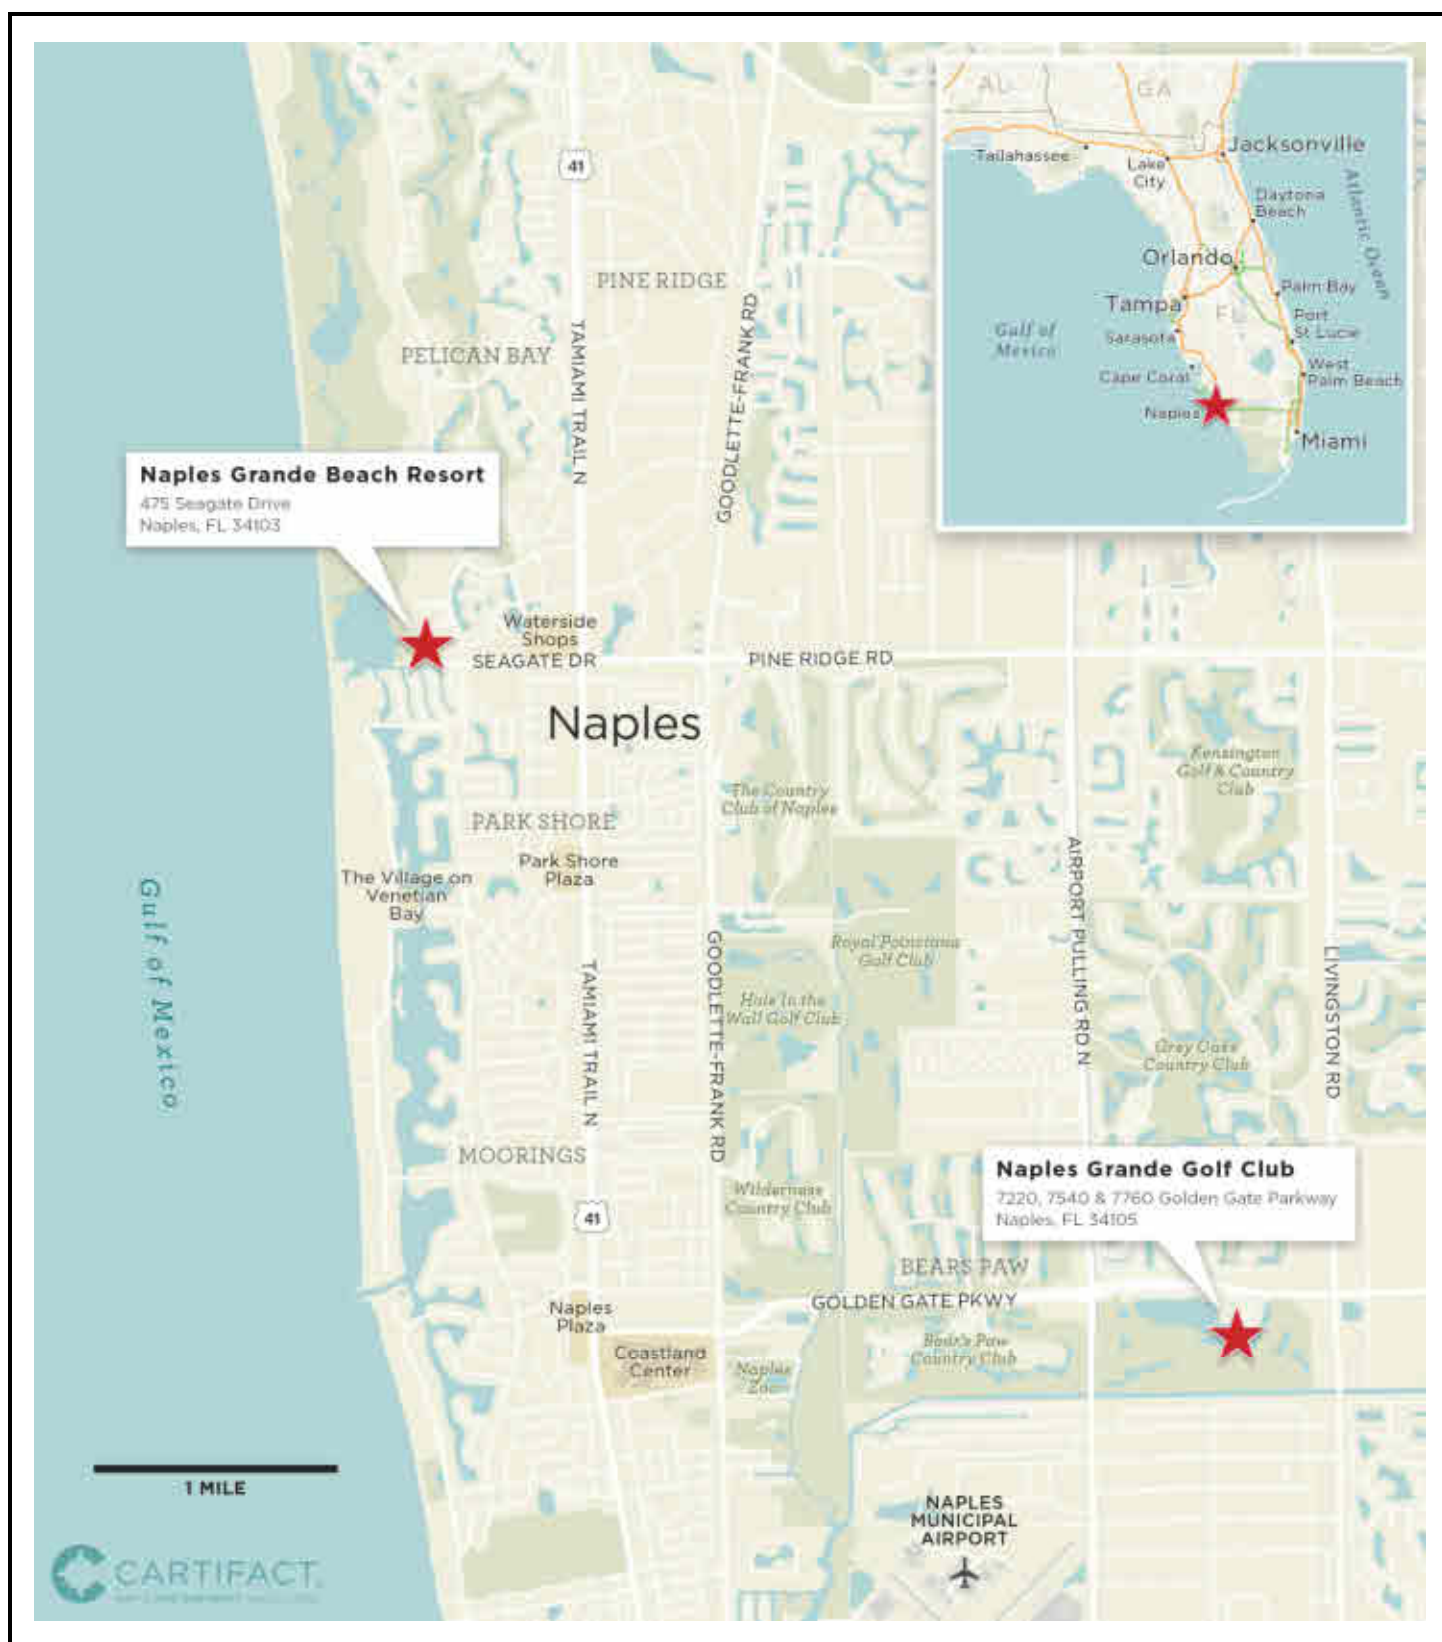 41
PINE RIDGE
PELICAN BAY
TAMIAMI TRAIL N
GOODLETTE-FRANK RD
AL
GA
Jacksonville
Tallahassee
Lake
City
Daytona
Beach
Atlantic Ocean
Orlando
Palm Bay
Tampa
FL
Port
St Lucie
Gulf of
Mexico
Sarasota
West
Palm Beach
Cape Coral
Naples
Miami
Naples Grande Beach Resort
475 Seagate Drive
Naples, FL 34103
Waterside
Shops
SEAGATE DR
PINE RIDGE RD
Naples
Kensington
Golf & Country
Club
The Country
Club of Naples
PARK SHORE
Park Shore
Plaza
The Village on
Venetian
Bay
AIRPORT PULLING RD N
Gulf of Mexico
Royal Poinciana
Golf Club
GOODLETTE-FRANK RD
TAMIAMI TRAIL N
LIVINGSTON RD
Hole In the
Wall Golf Club
Grey Oaks
Country Club
MOORINGS
Naples Grande Golf Club
7220, 7540 & 7760 Golden Gate Parkway
Naples, FL 34105
Wilderness
Country Club
41
BEARS PAW
GOLDEN GATE PKWY
Naples
Plaza
Bear's Paw
Country Club
Coastland
Center
Naples
Zoo
1 MILE
NAPLES
MUNICIPAL
AIRPORT
CARTIFACT